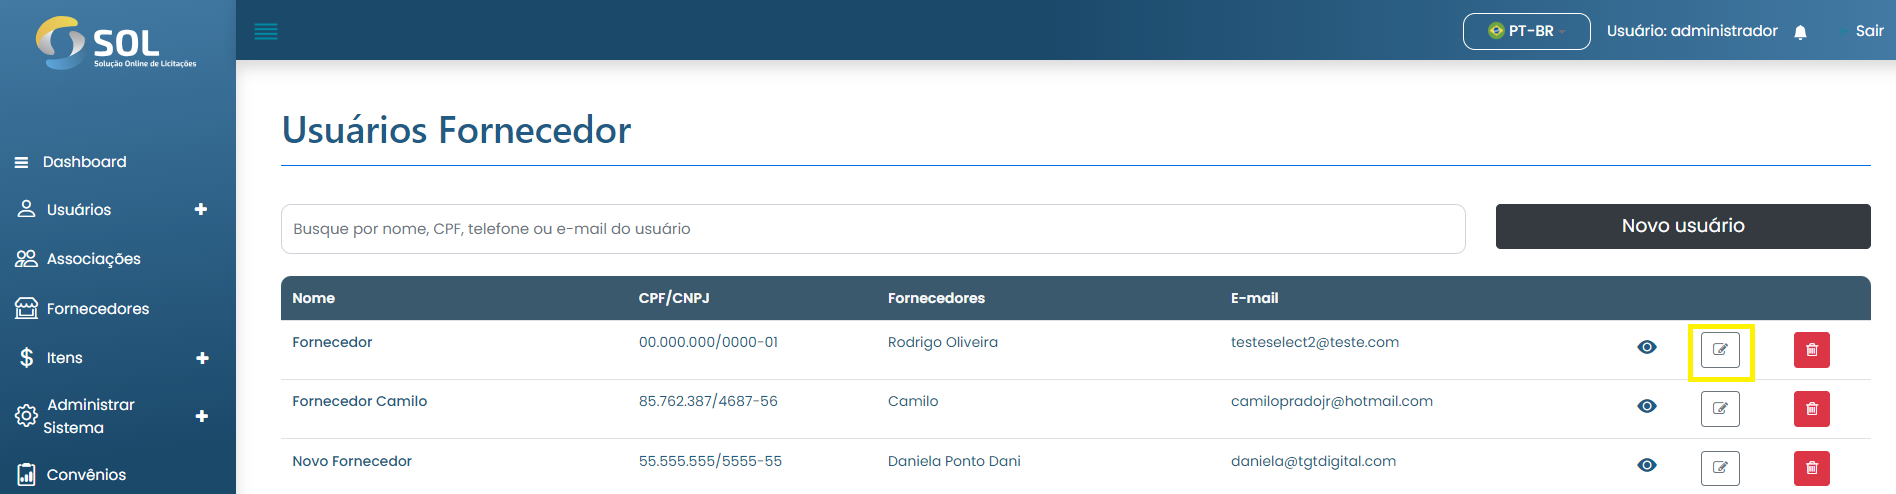 SOL
Solução Online de Licitações
PT-BR
Usuário: administrador
Sair
Dashboard
Usuários
Associações
Fornecedores
Itens
Administrar
Sistema
Convênios
Usuários Fornecedor
Busque por nome, CPF, telefone ou e-mail do usuário
Novo usuário
Nome CPF/CNPJ Fornecedores E-mail
Fornecedor 00.000.000/0000-01 Rodrigo Oliveira testeselect2@teste.com
Fornecedor Camilo 85.762.387/4687-56 Camilo camilopradojr@hotmail.com
Novo Fornecedor 55.555.555/5555-55 Daniela Ponto Dani daniela@tgtdigital.com